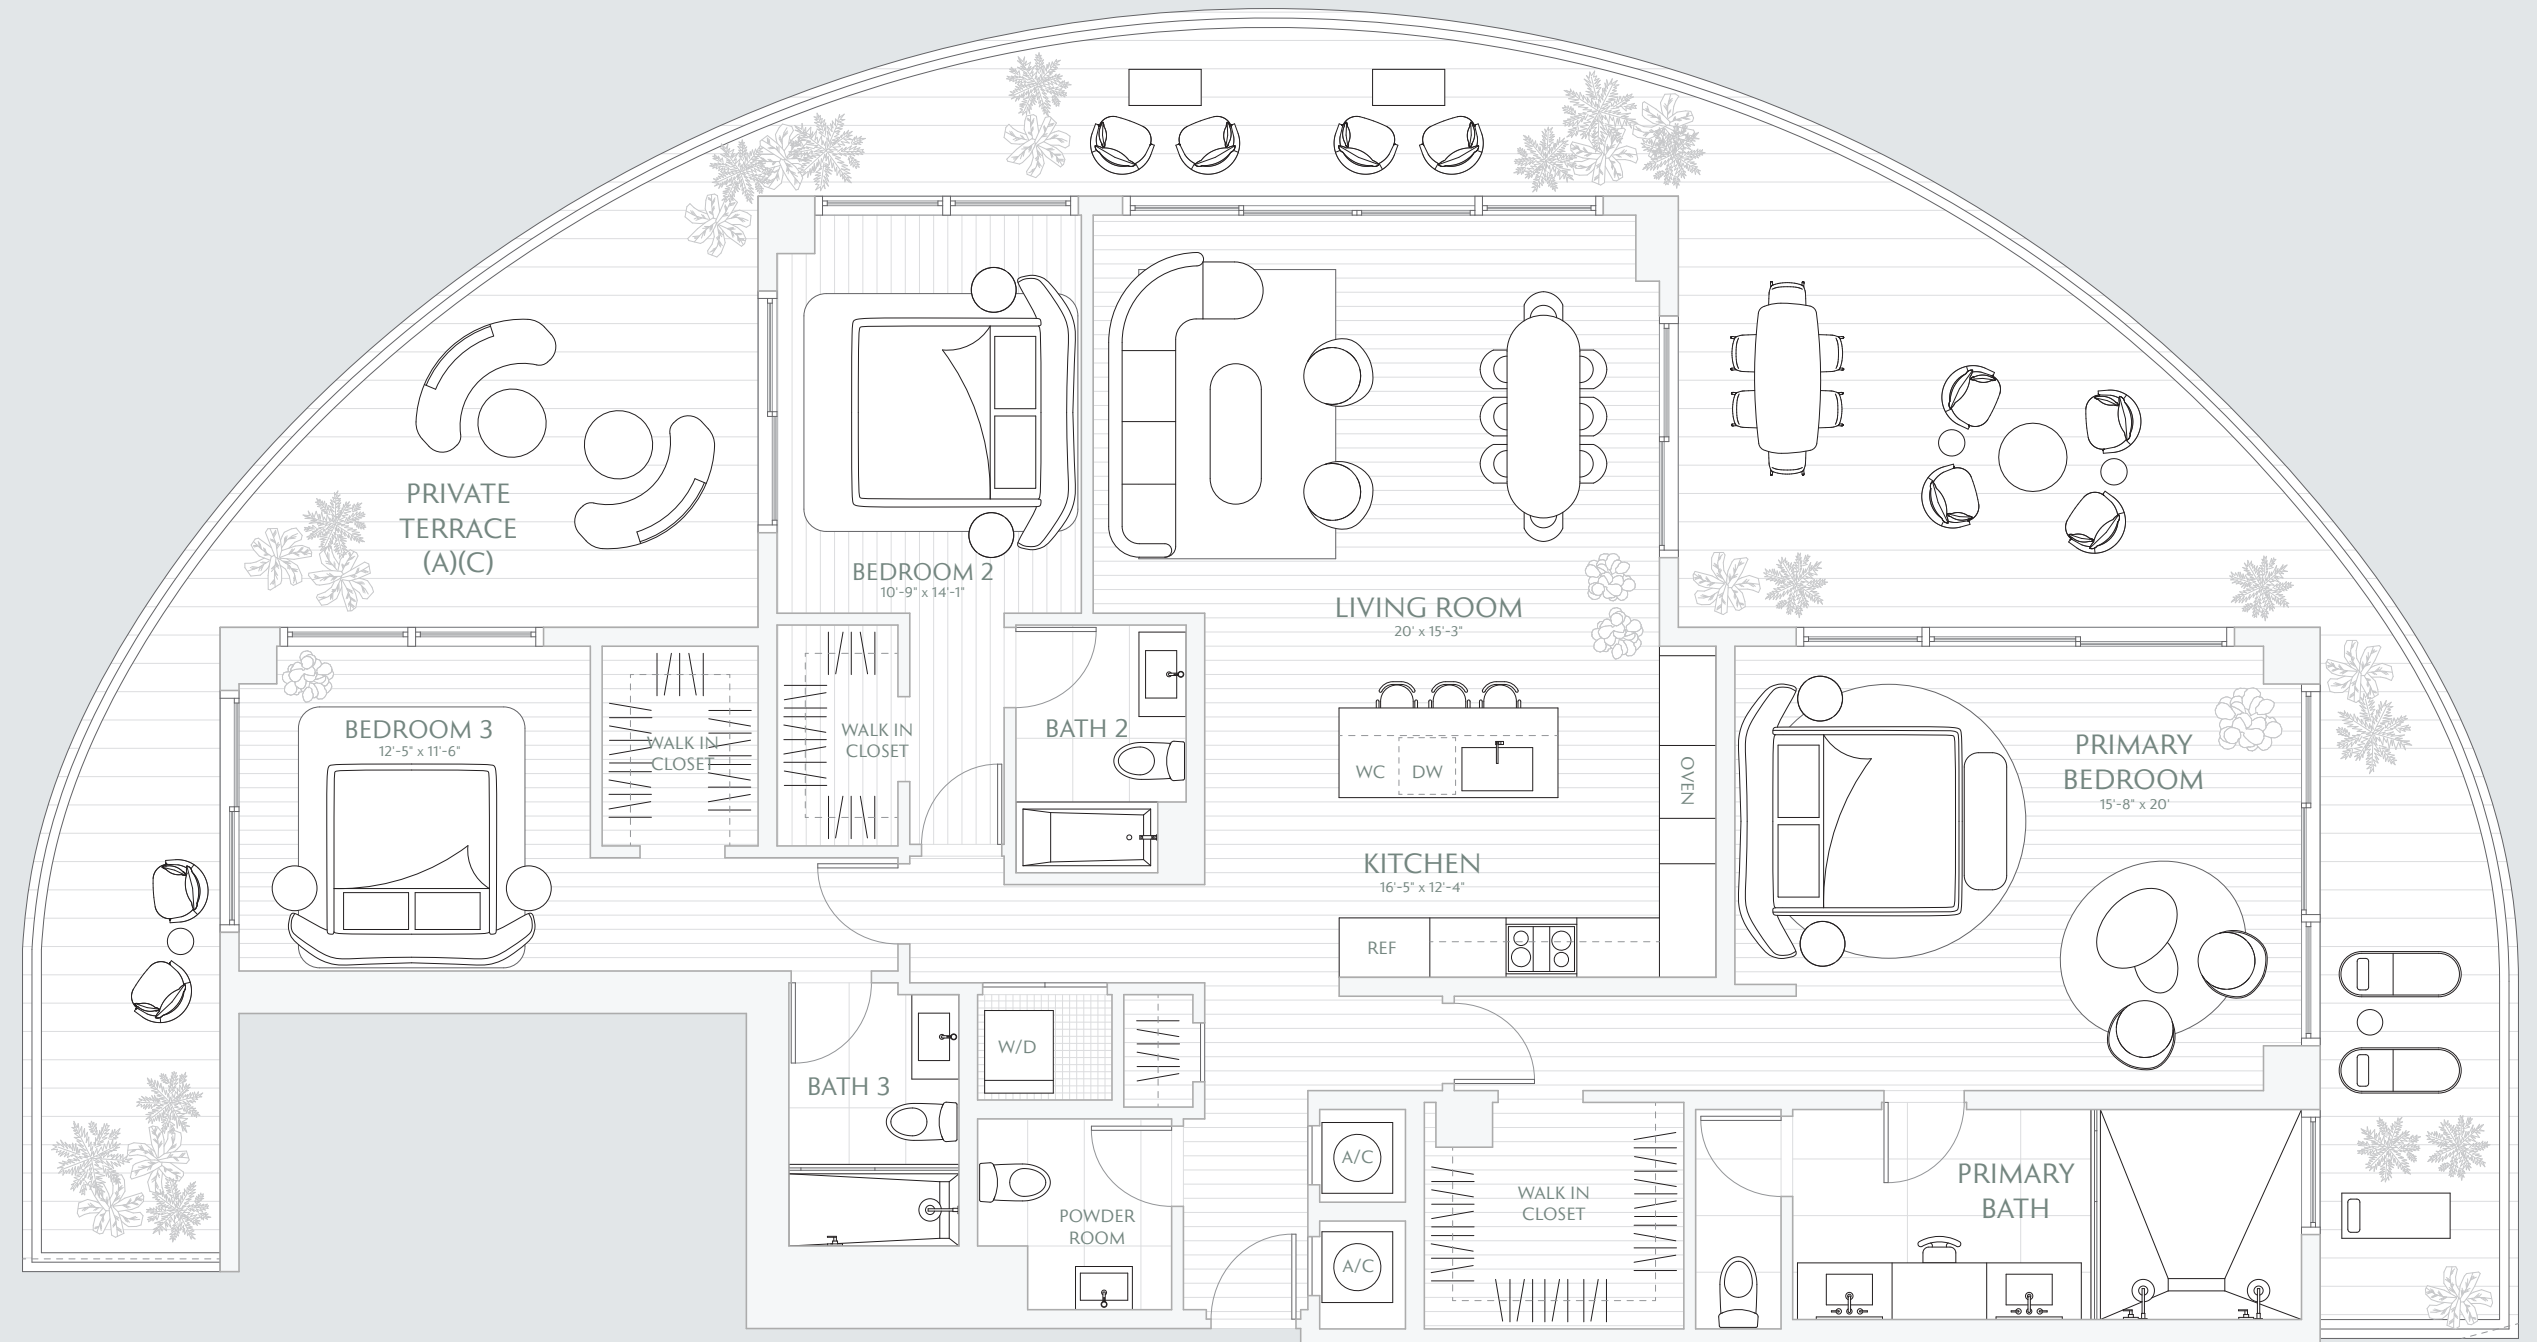 PRIVATE
TERRACE
(A)(C)
BEDROOM 2
10'-9" x 14'-1"
LIVING ROOM
20' x 15'-3"
BEDROOM 3
12'-5" x 11'-6"
WALK IN
CLOSET
WALK IN
CLOSET
BATH 2
WC
DW
OVEN
PRIMARY
BEDROOM
15'-8" x 20'
KITCHEN
16'-5" x 12'-4"
REF
W/D
BATH 3
POWDER
ROOM
A/C
A/C
WALK IN
CLOSET
PRIMARY
BATH